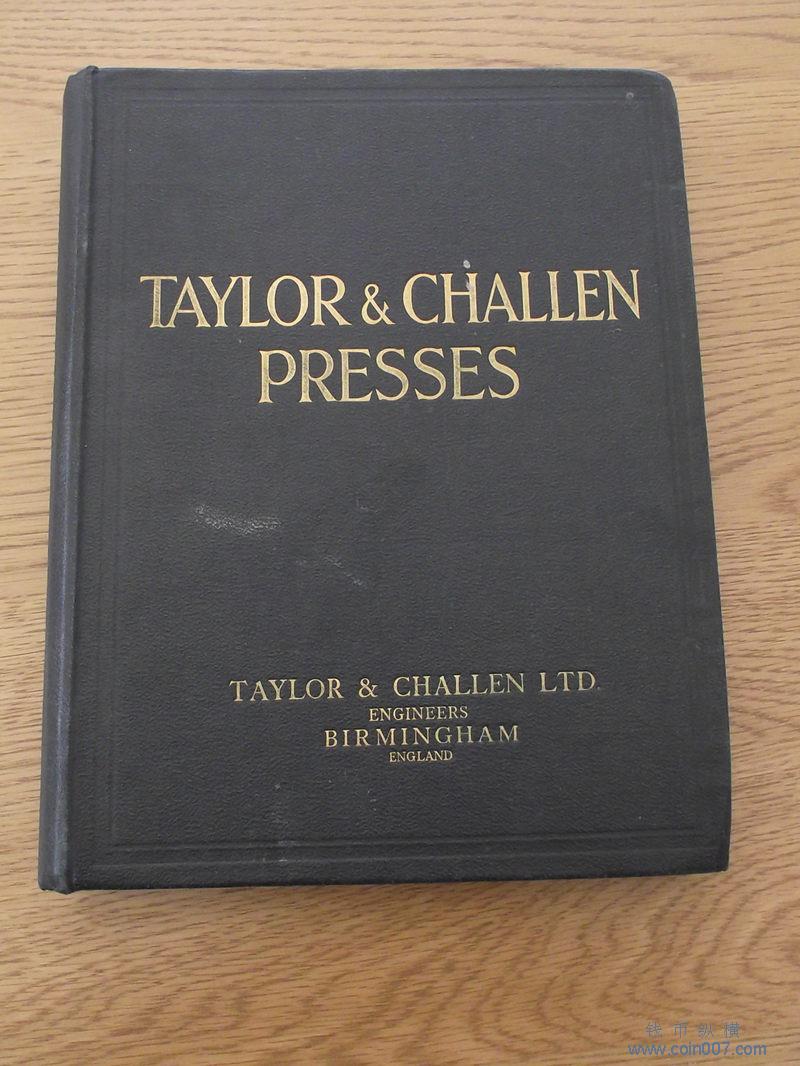 TAYLOR & CHALLEN
PRESSES
TAYLOR & CHALLEN LTD.
ENGINEERS
BIRMINGHAM
ENGLAND
钱币纵横
www.coin007.com